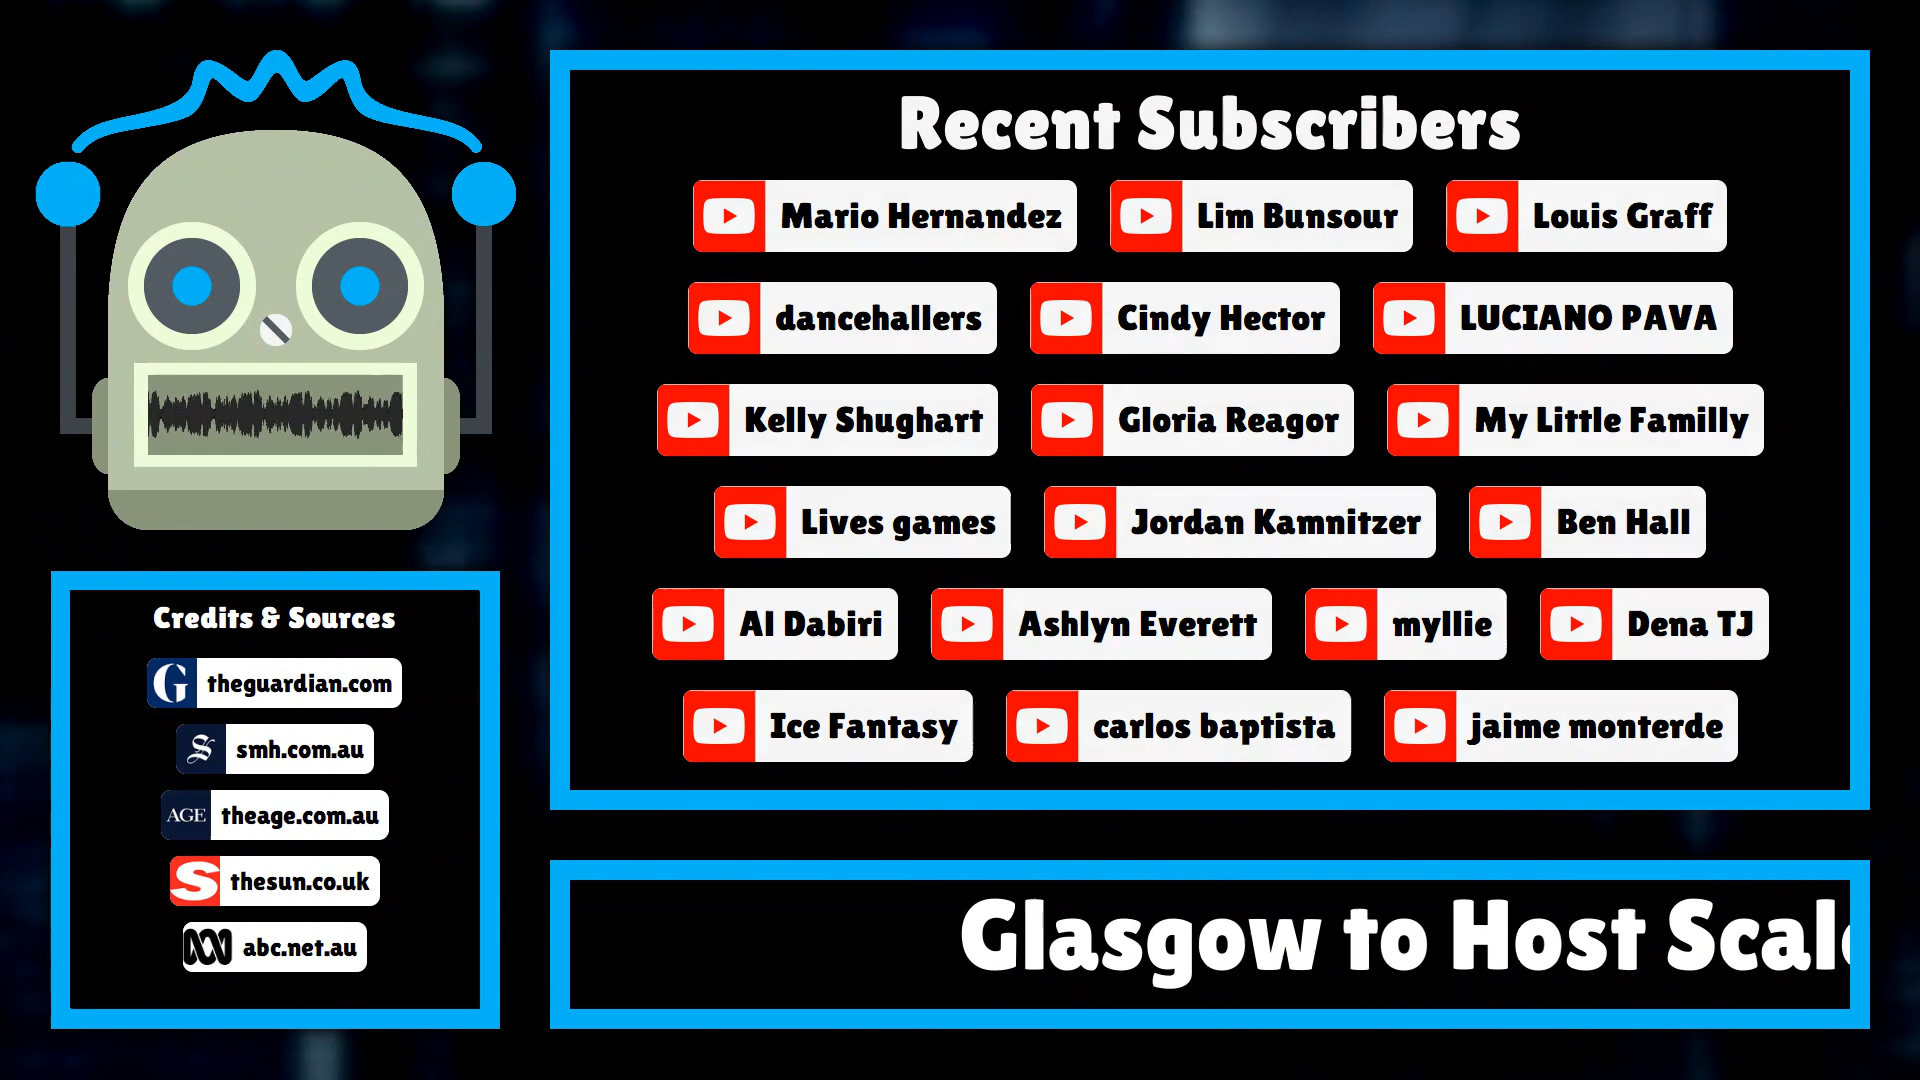 Recent Subscribers
Mario Hernandez
Lim Bunsour
Louis Graff
dancehallers
Cindy Hector
LUCIANO PAVA
Kelly Shughart
Gloria Reagor
My Little Familly
Lives games
Jordan Kamnitzer
Ben Hall
Al Dabiri
Ashlyn Everett
myllie
Dena TJ
Ice Fantasy
carlos baptista
jaime monterde
Credits & Sources
G theguardian.com
S smh.com.au
AGE theage.com.au
S thesun.co.uk
abc.net.au
Glasgow to Host